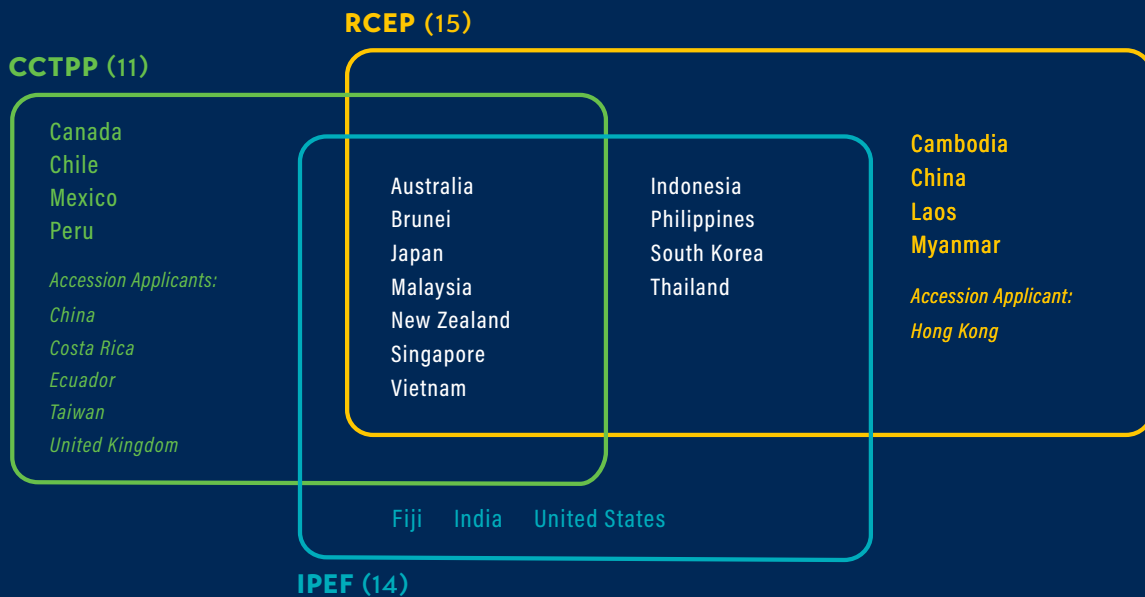 RCEP (15)
CCTPP (11)
Canada
Chile
Mexico
Peru
Accession Applicants:
China
Costa Rica
Ecuador
Taiwan
United Kingdom
Australia
Brunei
Japan
Malaysia
New Zealand
Singapore
Vietnam
Indonesia
Philippines
South Korea
Thailand
Cambodia
China
Laos
Myanmar
Accession Applicant:
Hong Kong
Fiji India United States
IPEF (14)